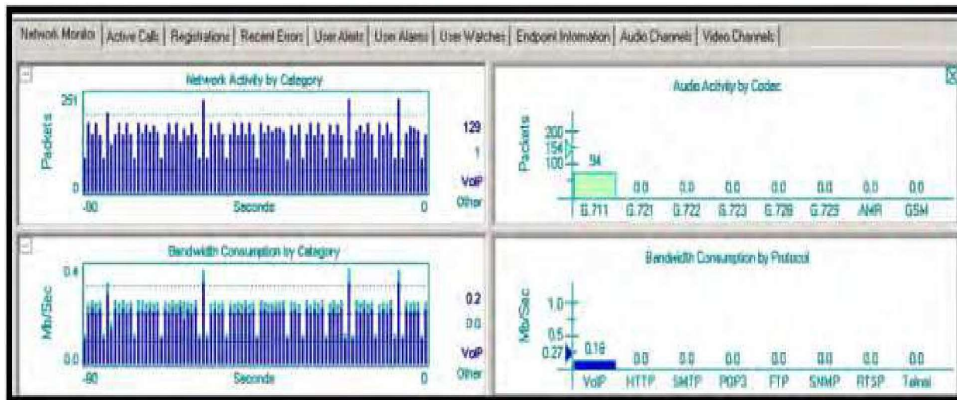 Network Monitor Active Calls Registrations Recent Errors User Alerts User Alarms User Watches Endpoint Information Audio Channels Video Channels
Network Activity by Category
251
Packets
0
-90 Seconds 0
129
1
VoIP
Other
Audio Activity by Codec
Packets
200
154
100
94 0.0 0.0 0.0 0.0 0.0 0.0 0.0
G.711 G.721 G.722 G.723 G.728 G.729 AMR GSM
Bandwidth Consumption by Category
0.4
Mb/Sec
0.0
-90 Seconds 0
0.2
0.0
VoIP
Other
Bandwidth Consumption by Protocol
Mb/Sec
1.0
0.5
0.27
0.16 0.0 0.0 0.0 0.0 0.0 0.0 0.0
VoIP HTTP SMTP POP3 FTP SNMP RTSP Telnet